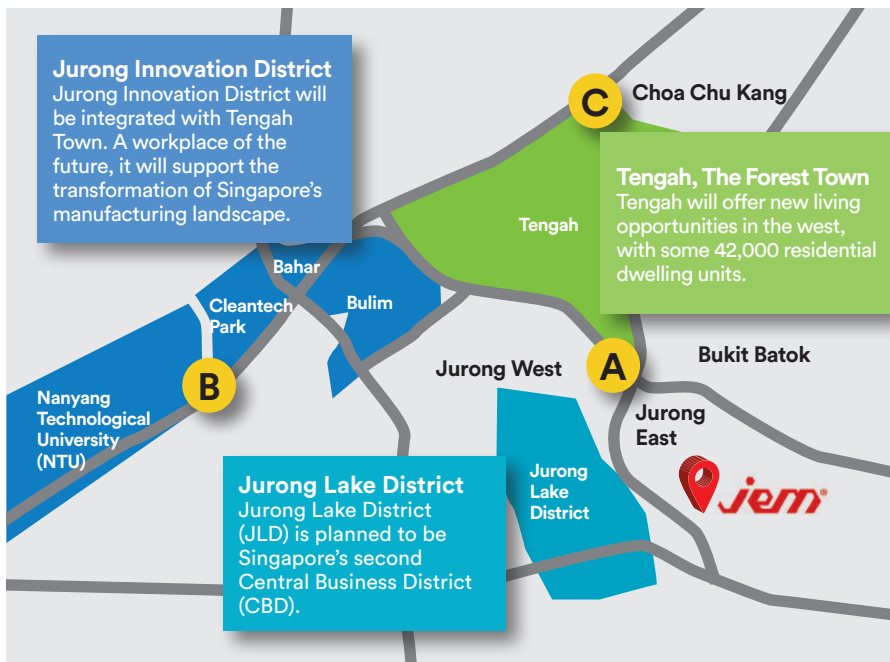 Jurong Innovation District
Jurong Innovation District will
be integrated with Tengah
Town. A workplace of the
future, it will support the
transformation of Singapore's
manufacturing landscape.
C
Choa Chu Kang
Tengah, The Forest Town
Tengah will offer new living
opportunities in the west,
with some 42,000 residential
dwelling units.
Tengah
Bahar
Bulim
Cleantech
Park
B
Nanyang
Technological
University
(NTU)
Jurong West
A
Bukit Batok
Jurong
East
Jurong Lake District
Jurong Lake District
(JLD) is planned to be
Singapore's second
Central Business District
(CBD).
Jurong
Lake
District
jem®